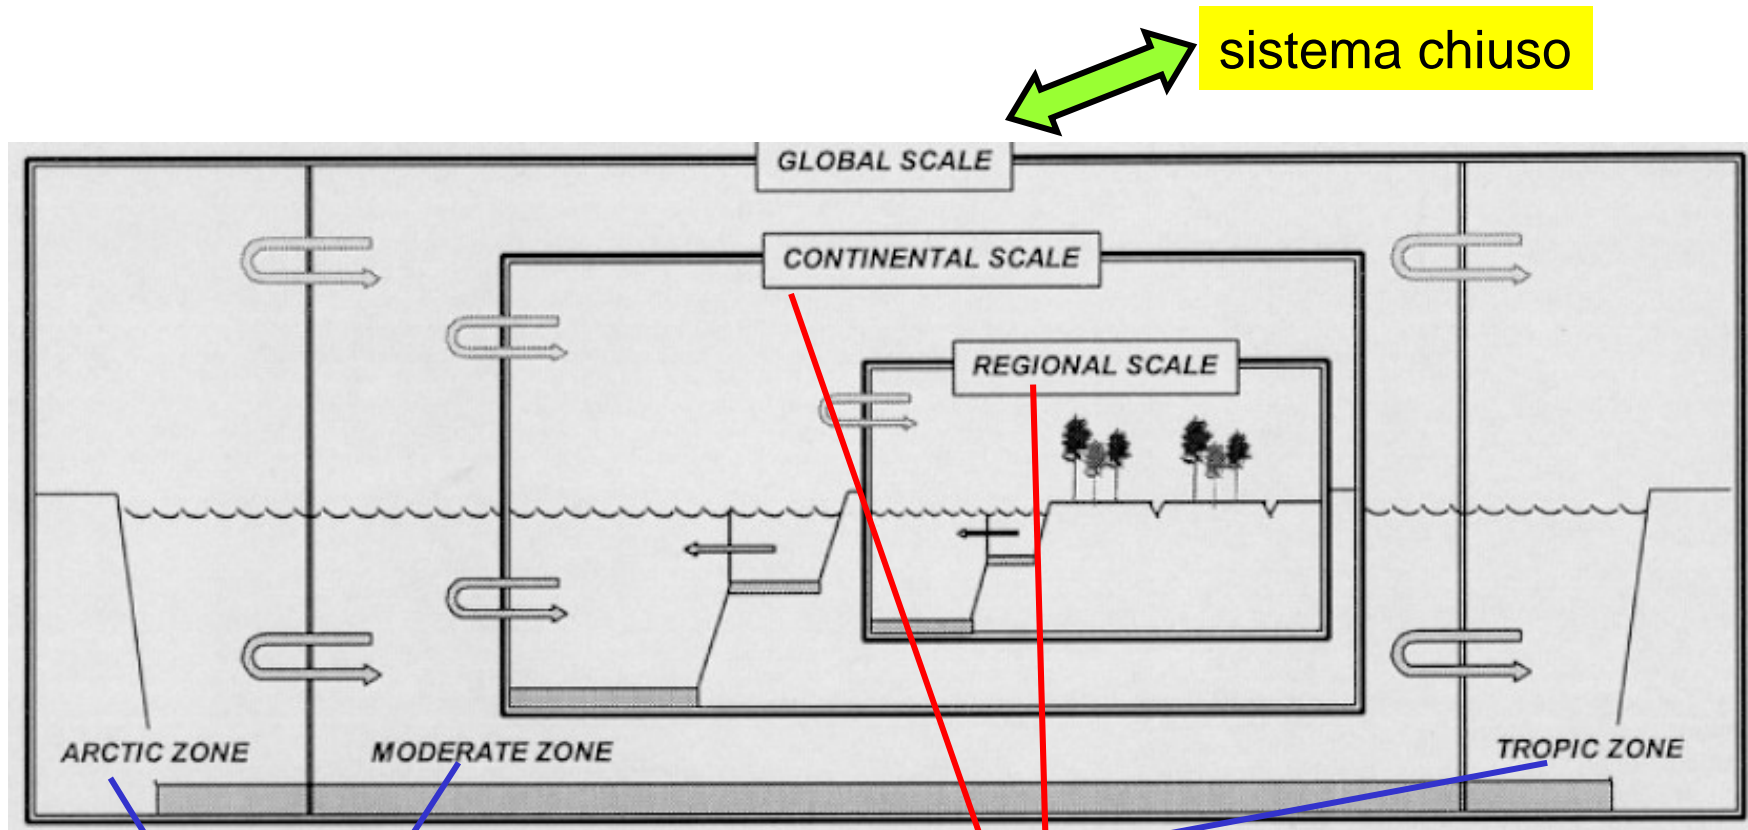 sistema chiuso
GLOBAL SCALE
CONTINENTAL SCALE
REGIONAL SCALE
ARCTIC ZONE
MODERATE ZONE
TROPIC ZONE